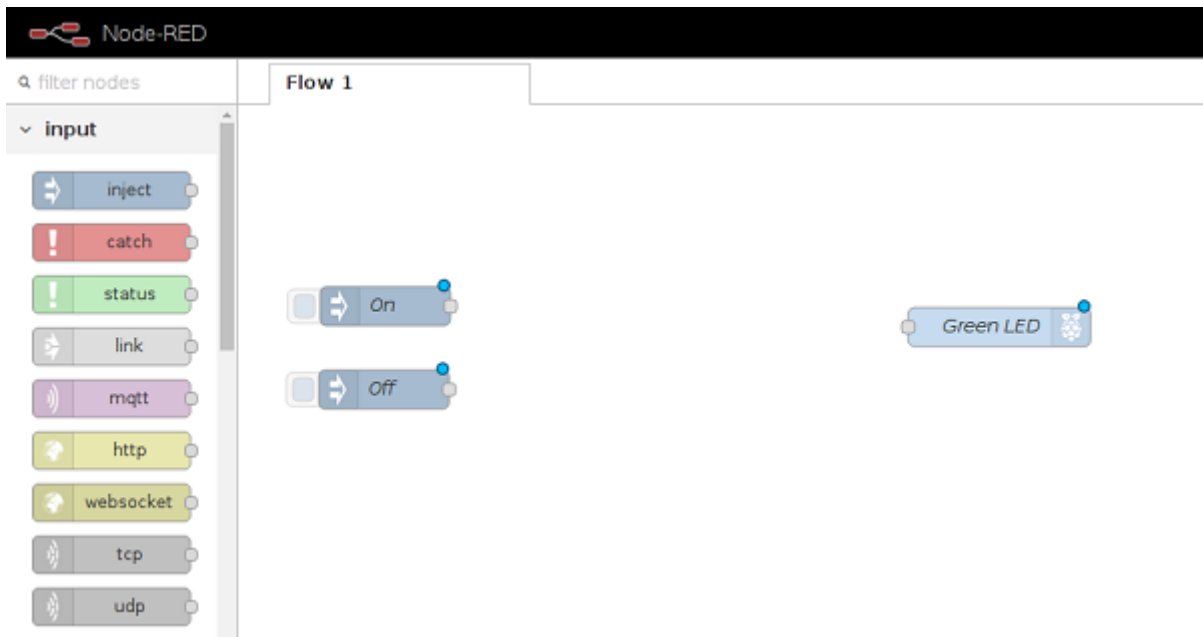 Node-RED
filter nodes
Flow 1
input
inject
catch
status
link
mqtt
http
websocket
tcp
udp
On
Off
Green LED